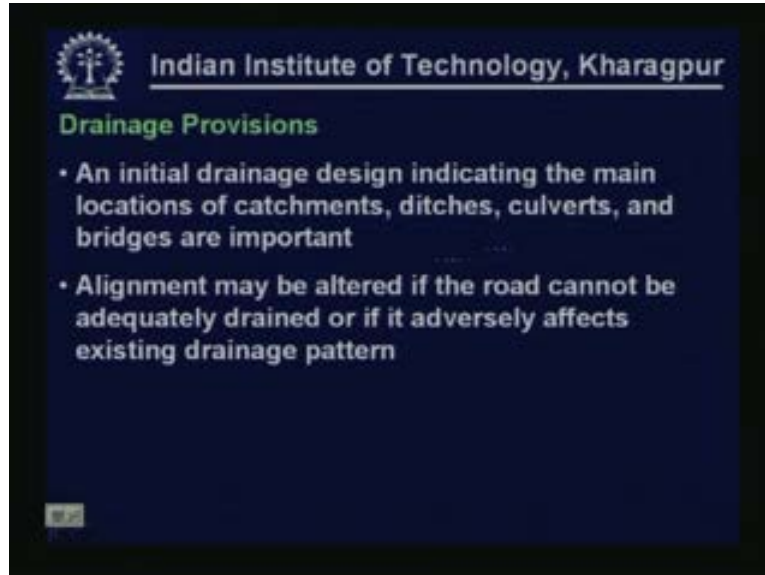 Indian Institute of Technology, Kharagpur
Drainage Provisions
• An initial drainage design indicating the main
locations of catchments, ditches, culverts, and
bridges are important
• Alignment may be altered if the road cannot be
adequately drained or if it adversely affects
existing drainage pattern